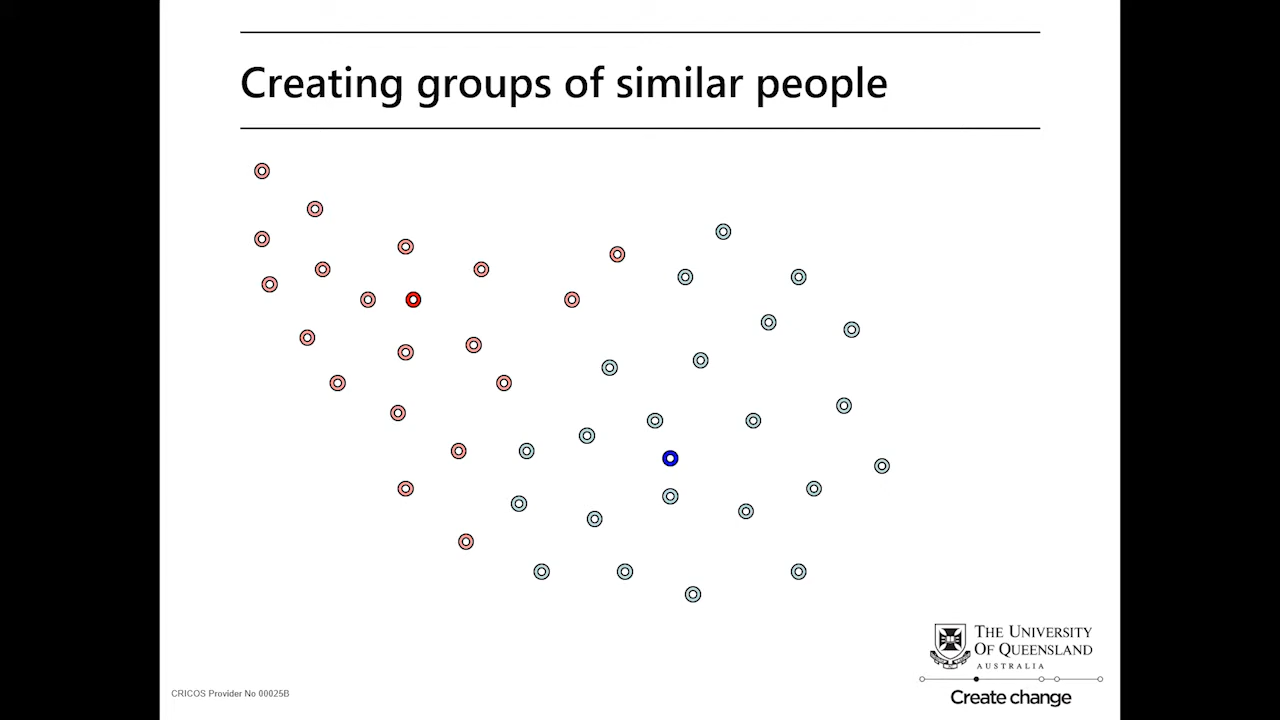 Creating groups of similar people
THE UNIVERSITY
OF QUEENSLAND
AUSTRALIA
Create change
CRICOS Provider No 00025B